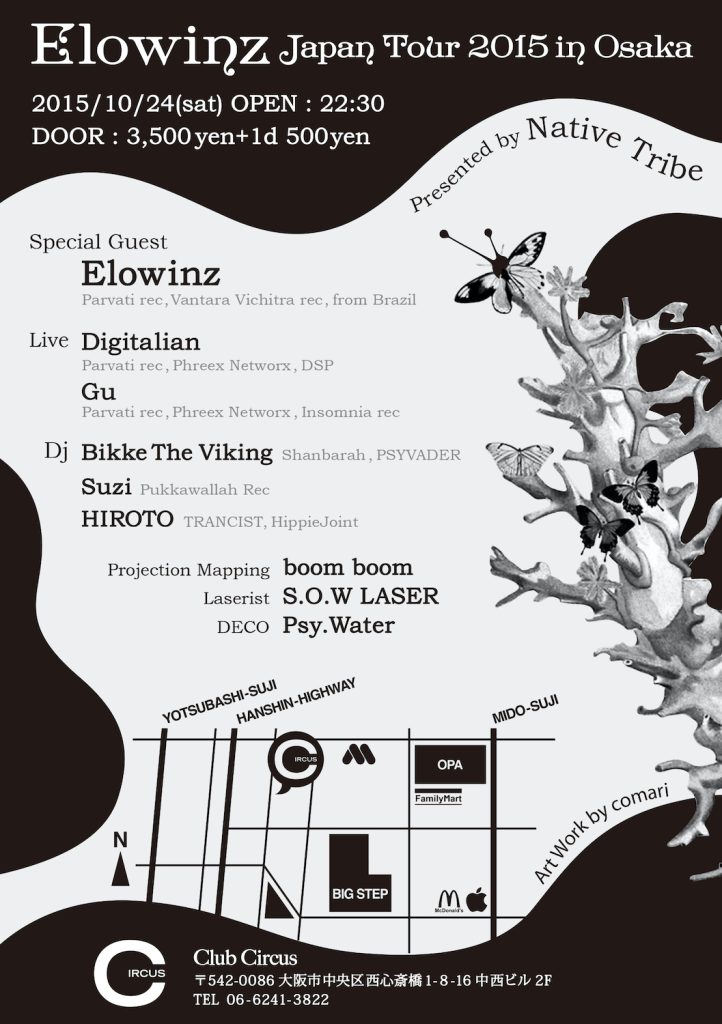 Elowinz Japan Tour 2015 in Osaka
2015/10/24(sat) OPEN : 22:30
DOOR : 3,500yen+1d 500yen
Presented by Native Tribe
Special Guest
Elowinz
Parvati rec, Vantara Vichitra rec, from Brazil
Live Digitalian
Parvati rec, Phreex Networx, DSP
Gu
Parvati rec, Phreex Networx, Insomnia rec
Dj Bikke The Viking Shanbarah, PSYVADER
Suzi Pukkawallah Rec
HIROTO TRANCIST, HippieJoint
Projection Mapping boom boom
Laserist S.O.W LASER
DECO Psy.Water
YOTSUBASHI-SUJI
HANSHIN-HIGHWAY
MIDO-SUJI
CIRCUS
OPA
FamilyMart
N
BIG STEP
McDonald's
Art Work by comari
CIRCUS
Club Circus
〒542-0086 大阪市中央区西心斎橋1-8-16 中西ビル 2F
TEL 06-6241-3822